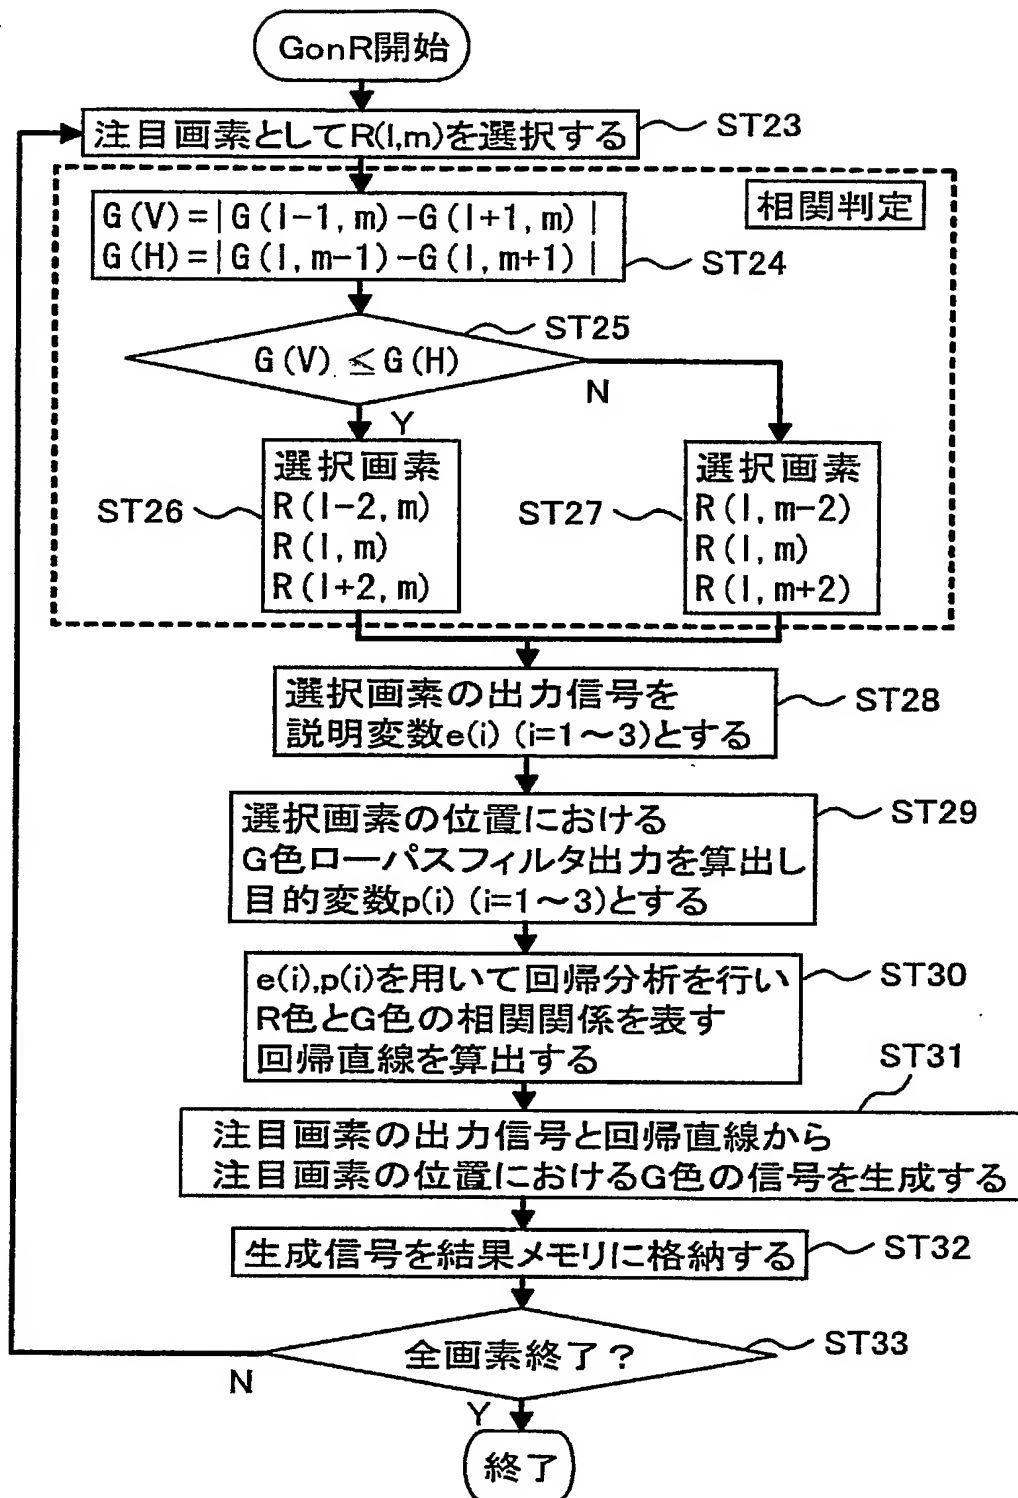 GonR開始
注目画素としてR(l,m)を選択する
ST23
相関判定
G(V)=|G(l-1,m)-G(l+1,m)|
G(H)=|G(l,m-1)-G(l,m+1)|
ST24
ST25
G(V)≦G(H)
N
Y
選択画素
R(l-2,m)
R(l,m)
R(l+2,m)
ST26
選択画素
R(l,m-2)
R(l,m)
R(l,m+2)
ST27
選択画素の出力信号を
説明変数e(i) (i=1～3)とする
ST28
選択画素の位置における
G色ローパスフィルタ出力を算出し
目的変数p(i) (i=1～3)とする
ST29
e(i),p(i)を用いて回帰分析を行い
R色とG色の相関関係を表す
回帰直線を算出する
ST30
ST31
注目画素の出力信号と回帰直線から
注目画素の位置におけるG色の信号を生成する
生成信号を結果メモリに格納する
ST32
全画素終了？
ST33
N
Y
終了